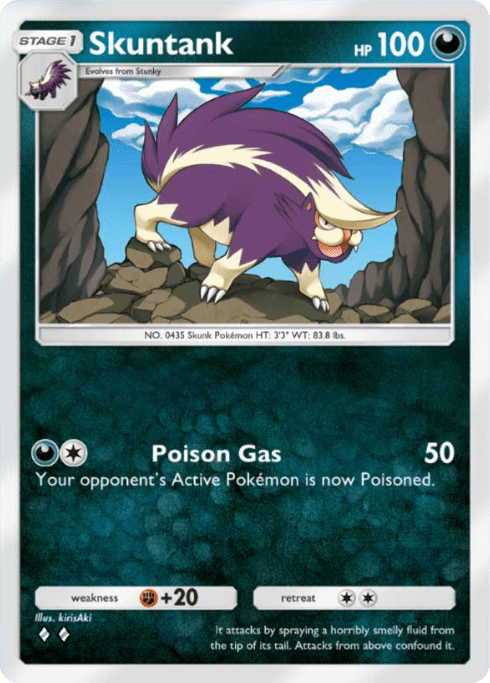 STAGE 1 Skuntank HP 100
Evolves from Stunky
NO. 0435 Skunk Pokémon HT: 3'3" WT: 83.8 lbs.
Poison Gas 50
Your opponent's Active Pokémon is now Poisoned.
weakness +20 retreat
Illus. kirisAki
It attacks by spraying a horribly smelly fluid from
the tip of its tail. Attacks from above confound it.